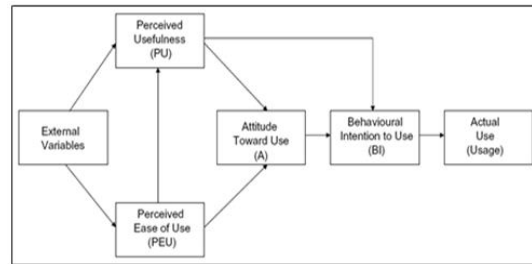 Perceived
Usefulness
(PU)
External
Variables
Attitude
Toward Use
(A)
Behavioural
Intention to Use
(BI)
Actual
Use
(Usage)
Perceived
Ease of Use
(PEU)